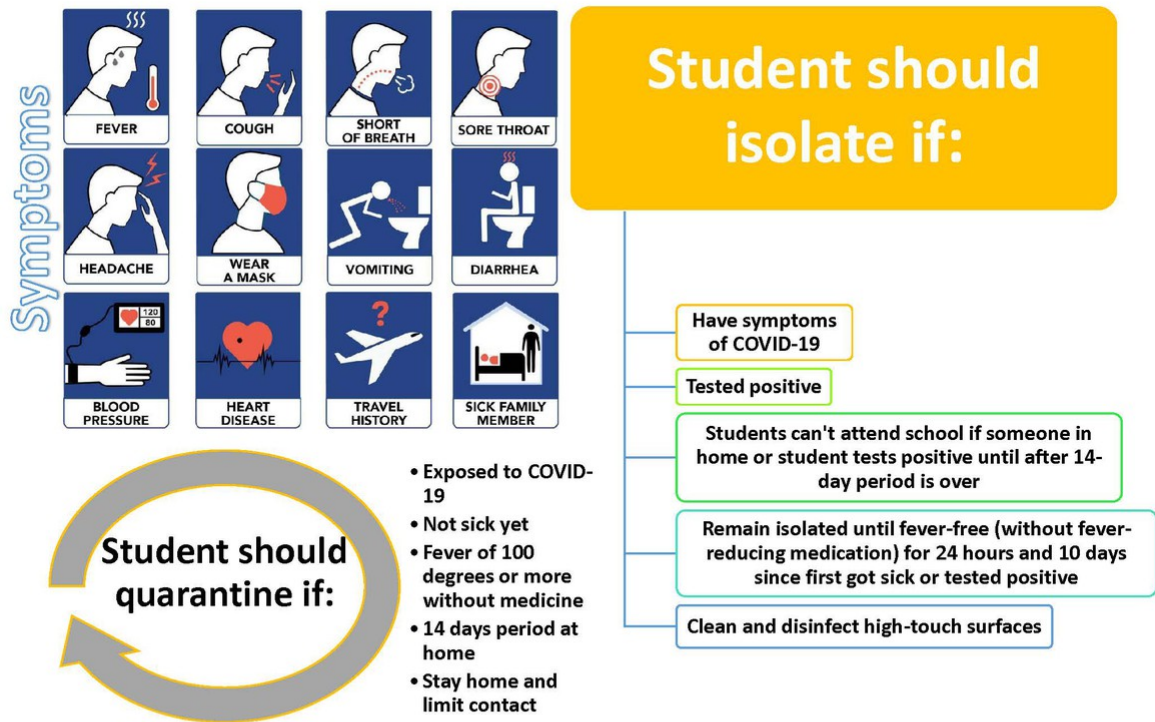 Symptoms
FEVER
COUGH
SHORT
OF BREATH
SORE THROAT
HEADACHE
WEAR
A MASK
VOMITING
DIARRHEA
120
80
BLOOD
PRESSURE
HEART
DISEASE
?
TRAVEL
HISTORY
SICK FAMILY
MEMBER
Student should
isolate if:
Have symptoms
of COVID-19
Tested positive
Students can't attend school if someone in
home or student tests positive until after 14-
day period is over
Remain isolated until fever-free (without fever-
reducing medication) for 24 hours and 10 days
since first got sick or tested positive
Clean and disinfect high-touch surfaces
Student should
quarantine if:
• Exposed to COVID-
19
• Not sick yet
• Fever of 100
degrees or more
without medicine
• 14 days period at
home
• Stay home and
limit contact